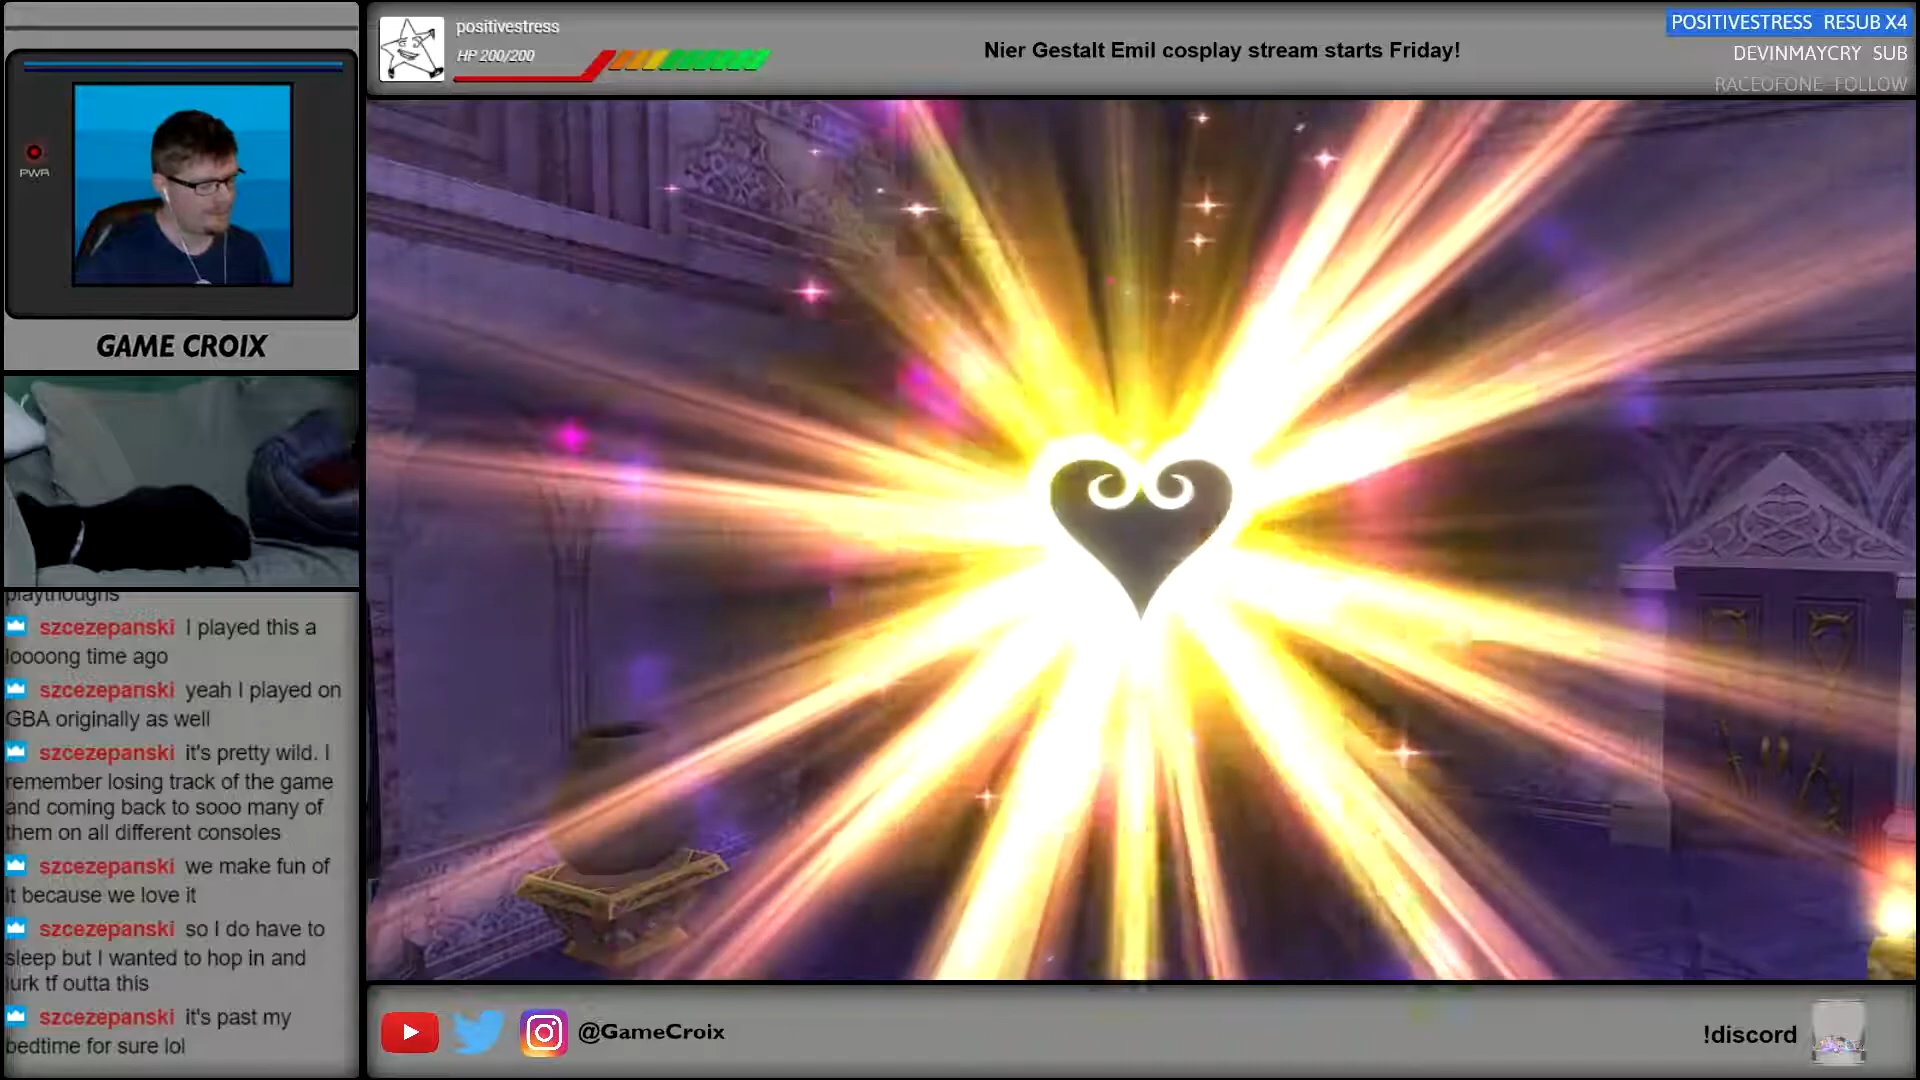 positivestress
HP 200/200
Nier Gestalt Emil cosplay stream starts Friday!
POSITIVESTRESS RESUB X4
DEVINMAYCRY SUB
RACEOFONE FOLLOW
PWR
GAME CROIX
playthoughs
szcezepanski I played this a
loooong time ago
szcezepanski yeah I played on
GBA originally as well
szcezepanski it's pretty wild. I
remember losing track of the game
and coming back to sooo many of
them on all different consoles
szcezepanski we make fun of
it because we love it
szcezepanski so I do have to
sleep but I wanted to hop in and
lurk tf outta this
szcezepanski it's past my
bedtime for sure lol
@GameCroix
!discord